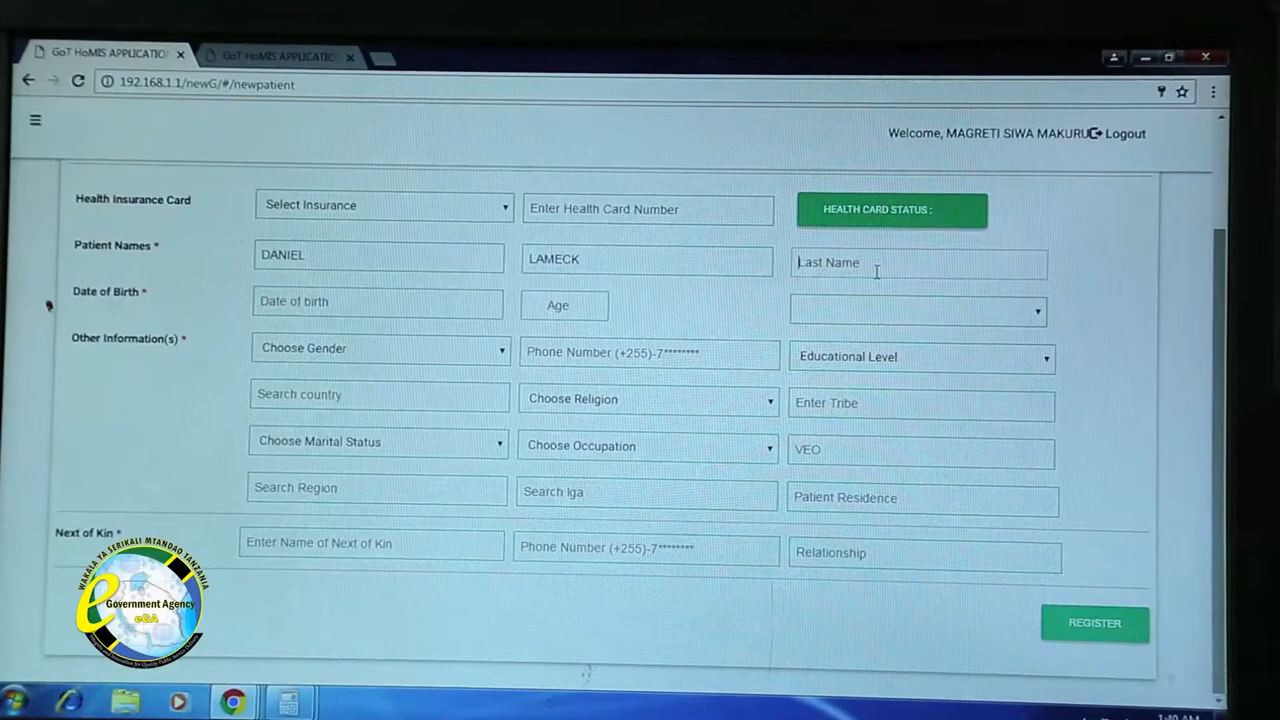 GoT HoMIS APPLICATIO
GoT HoMIS APPLICATIO
192.168.1.1/newG/#/newpatient
Welcome, MAGRETI SIWA MAKURU Logout
Health Insurance Card
Select Insurance
Enter Health Card Number
HEALTH CARD STATUS :
Patient Names *
DANIEL
LAMECK
Last Name
Date of Birth *
Date of birth
Age
Other Information(s) *
Choose Gender
Phone Number (+255)-7********
Educational Level
Search country
Choose Religion
Enter Tribe
Choose Marital Status
Choose Occupation
VEO
Search Region
Search lga
Patient Residence
Next of Kin *
Enter Name of Next of Kin
Phone Number (+255)-7********
Relationship
REGISTER
WAKALA YA SERIKALI MTANDAO TANZANIA
e Government Agency
eGA